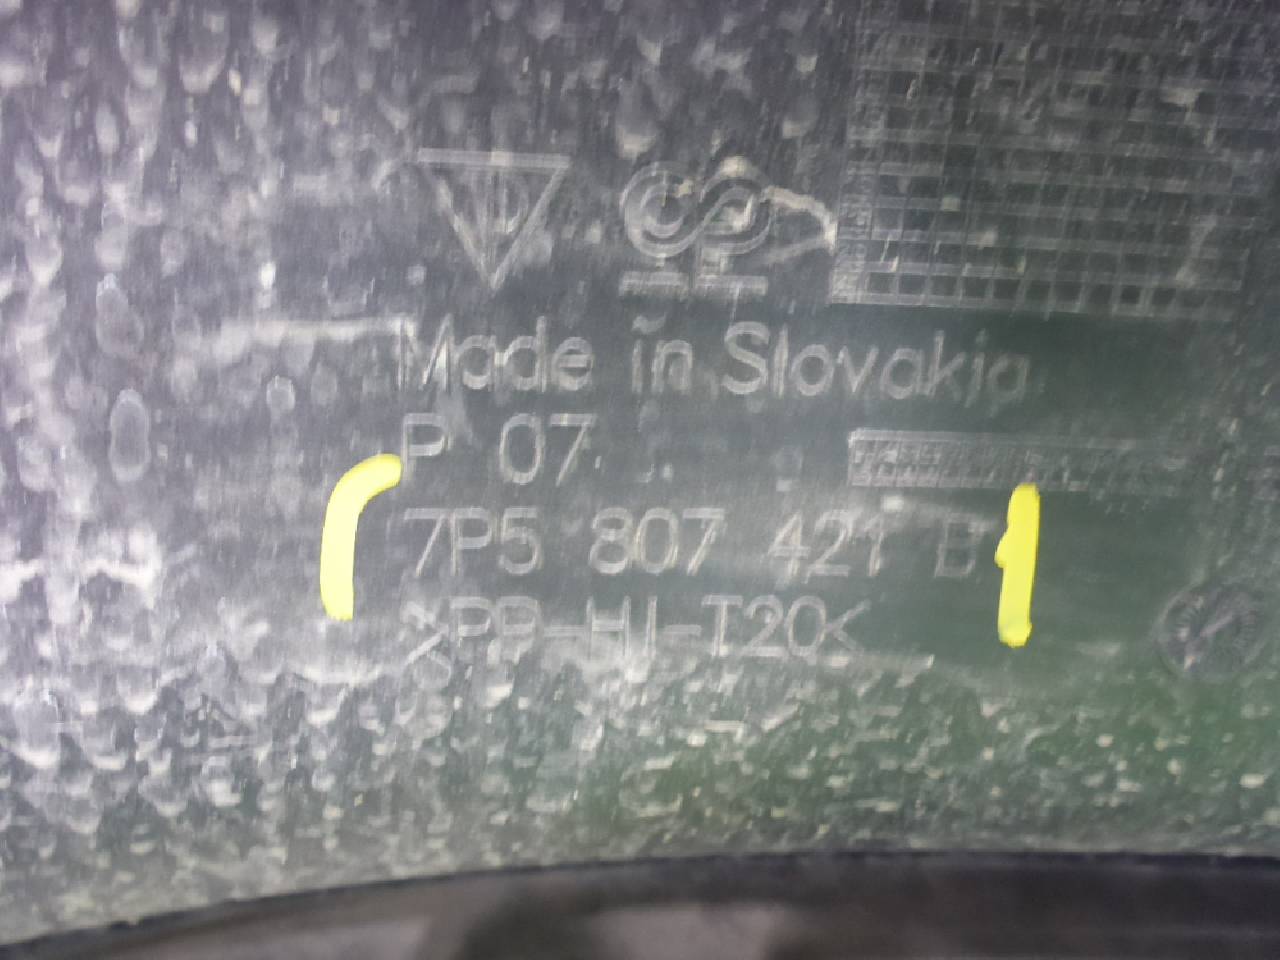 Made in Slovakia
P 07
7P5 807 421 B
>PP-HI-T20<